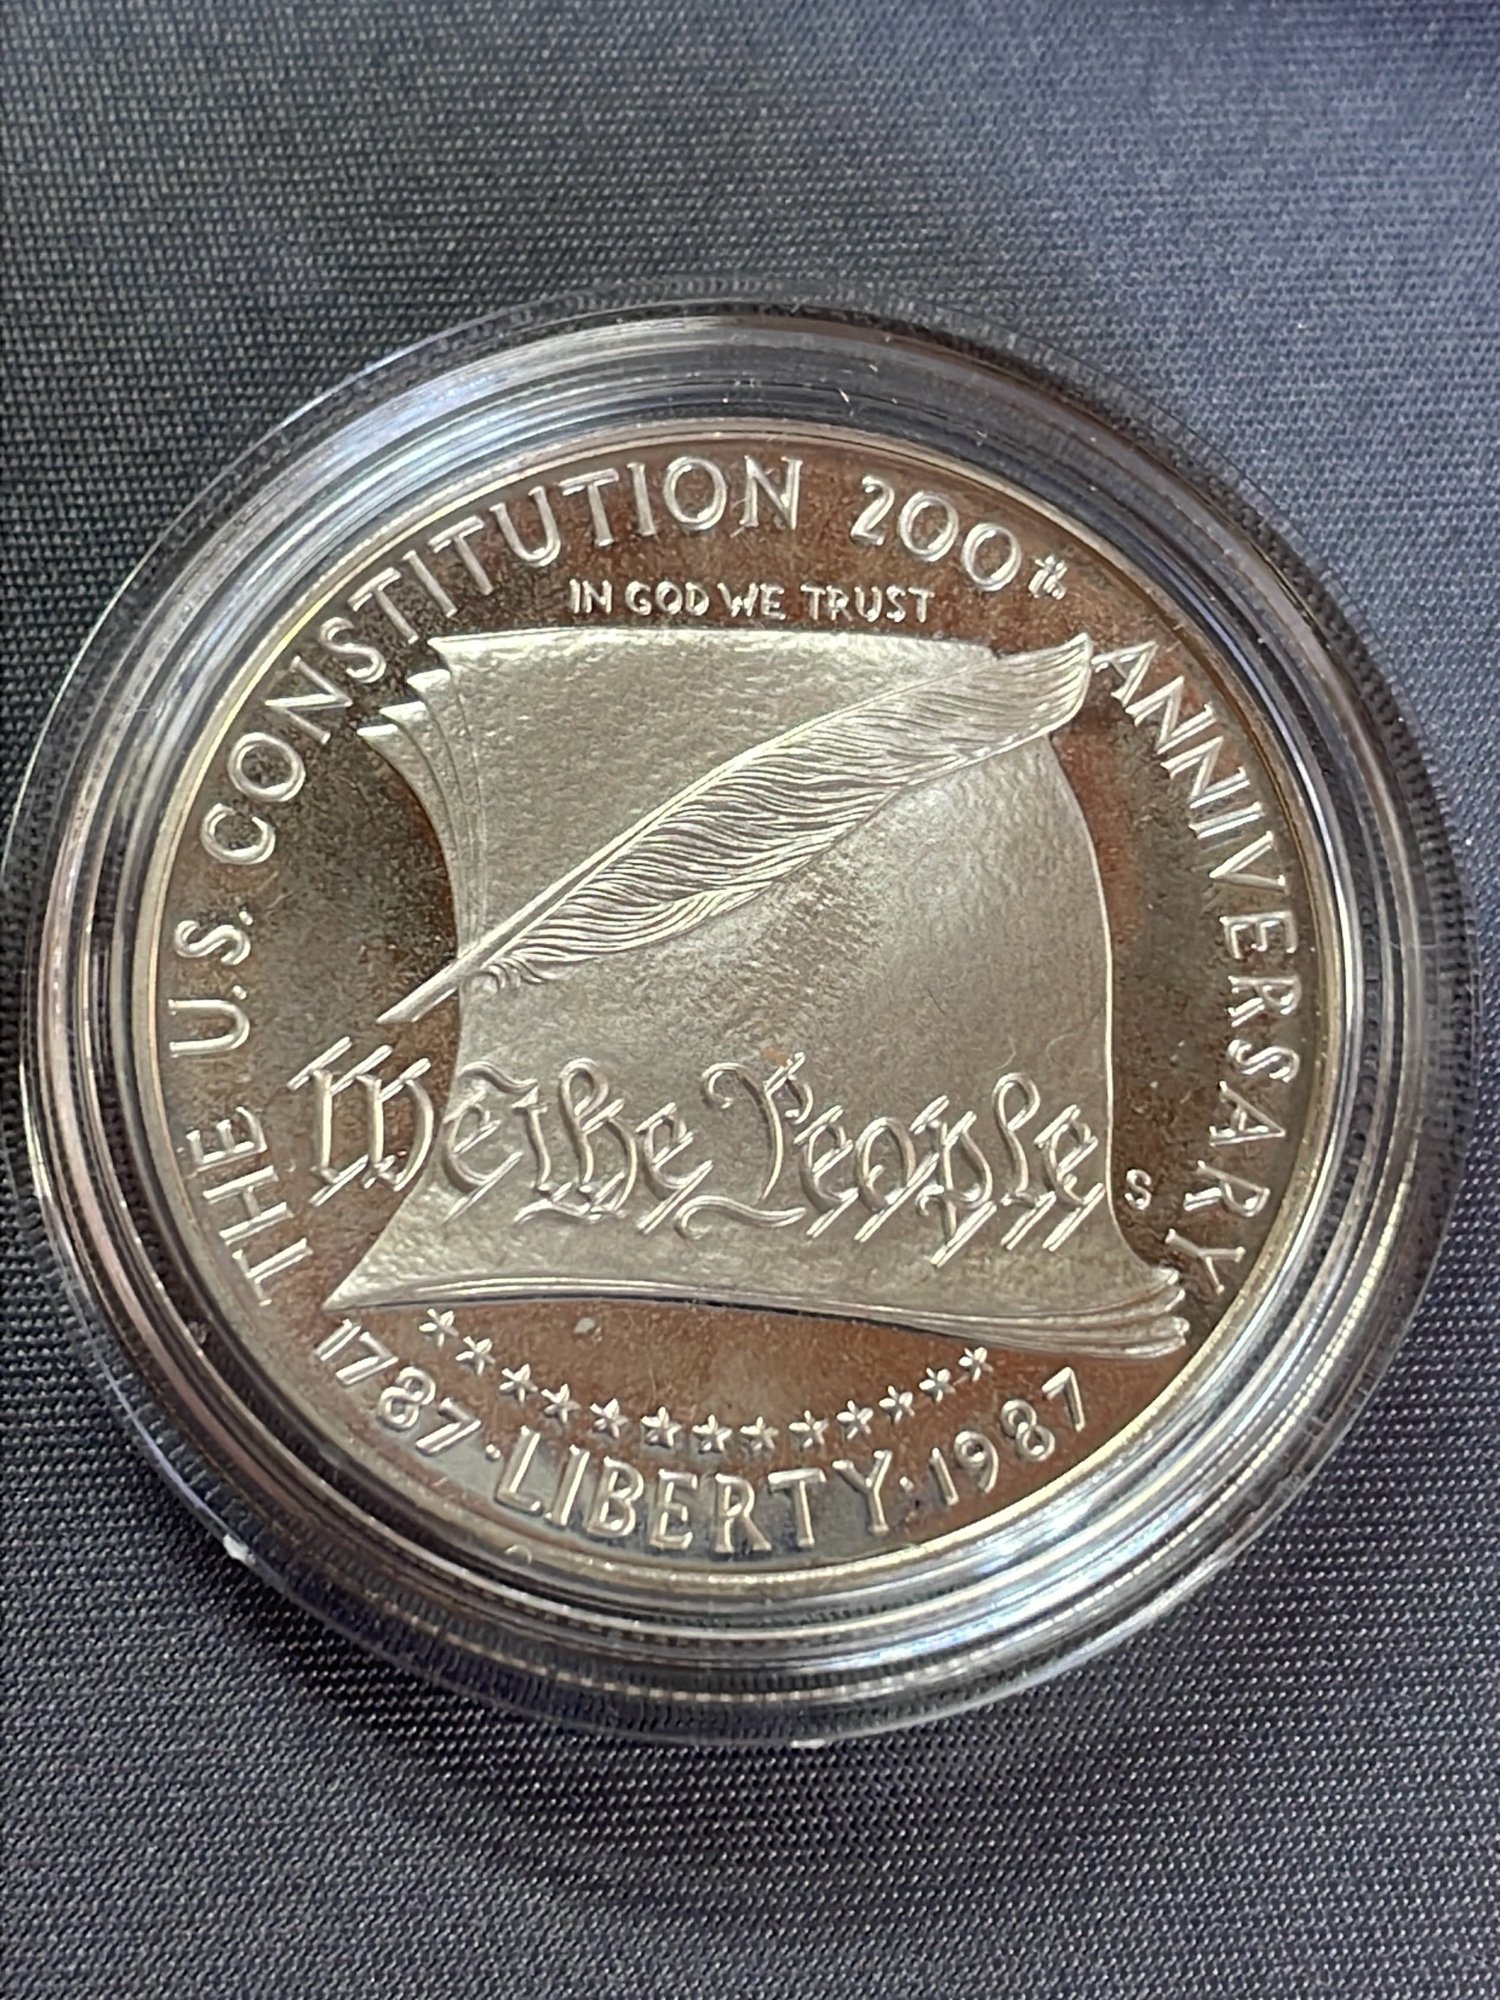 THE U.S. CONSTITUTION 200th ANNIVERSARY
IN GOD WE TRUST
We the People
S
1787 · LIBERTY · 1987